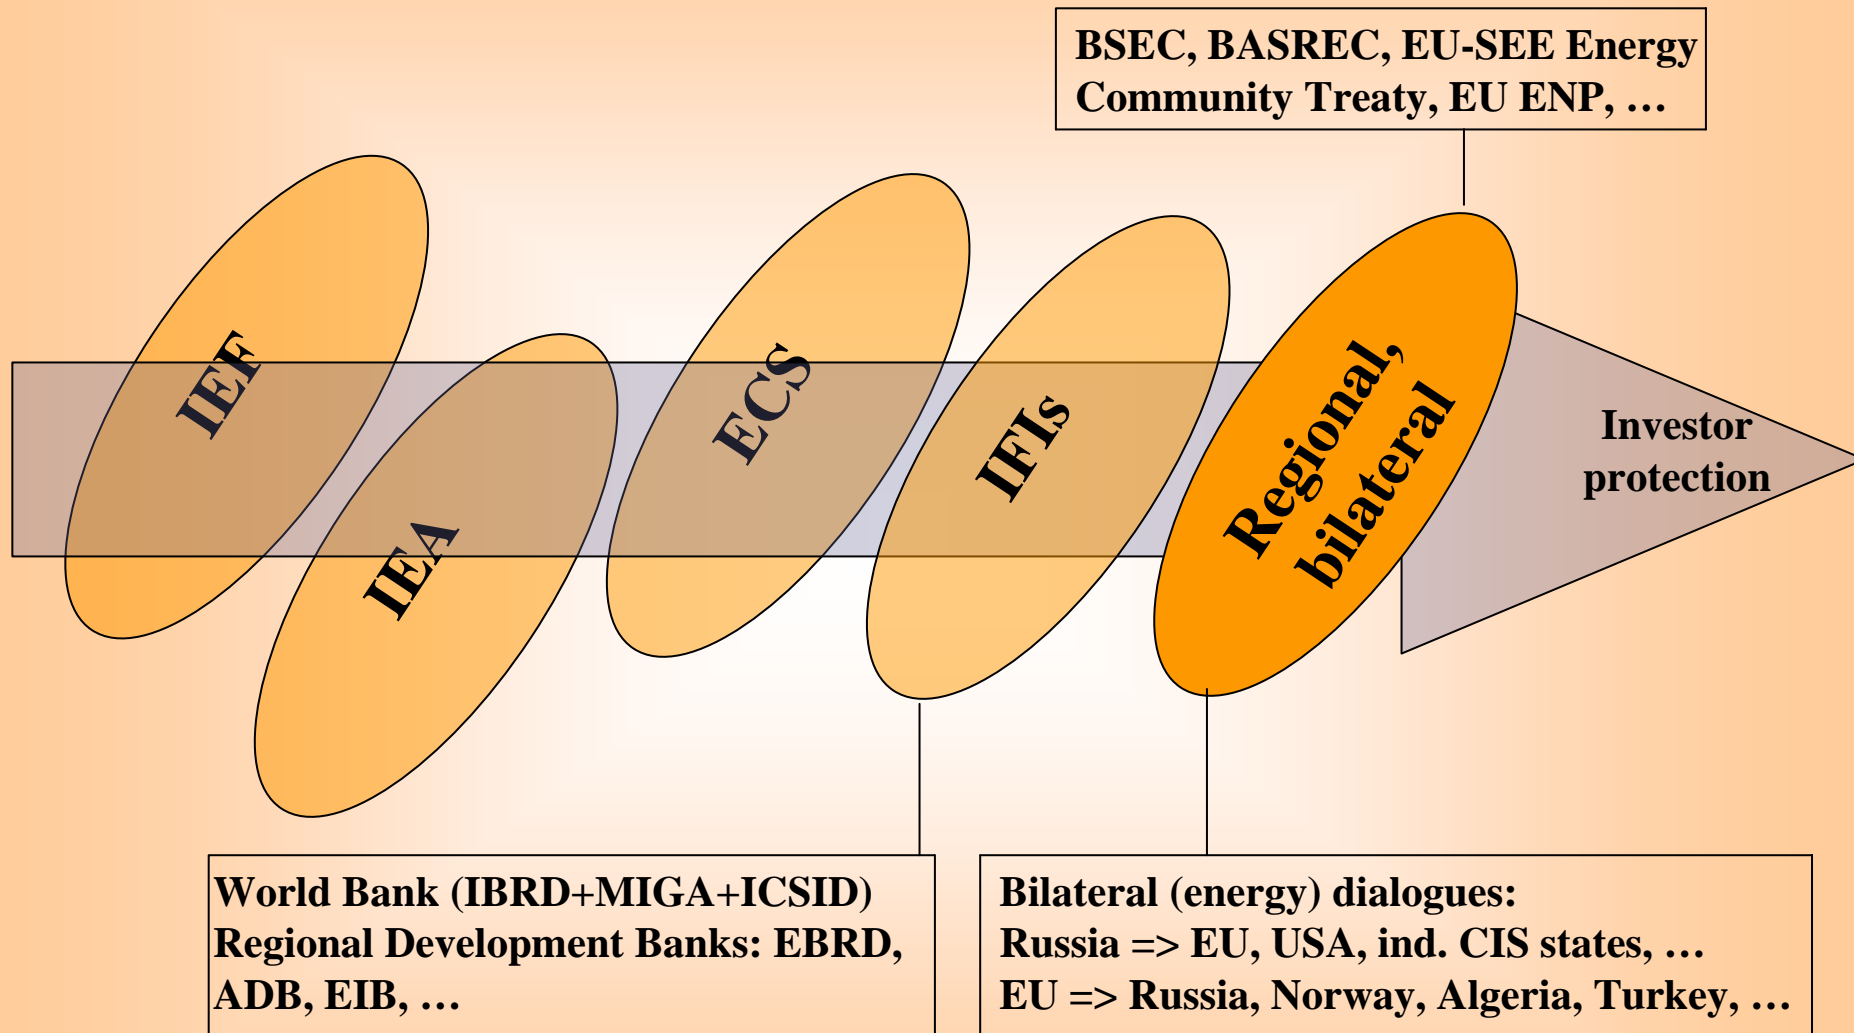 BSEC, BASREC, EU-SEE Energy
Community Treaty, EU ENP, …
IEF
IEA
ECS
IFIs
Regional,
bilateral
Investor
protection
World Bank (IBRD+MIGA+ICSID)
Regional Development Banks: EBRD,
ADB, EIB, …
Bilateral (energy) dialogues:
Russia => EU, USA, ind. CIS states, …
EU => Russia, Norway, Algeria, Turkey, …